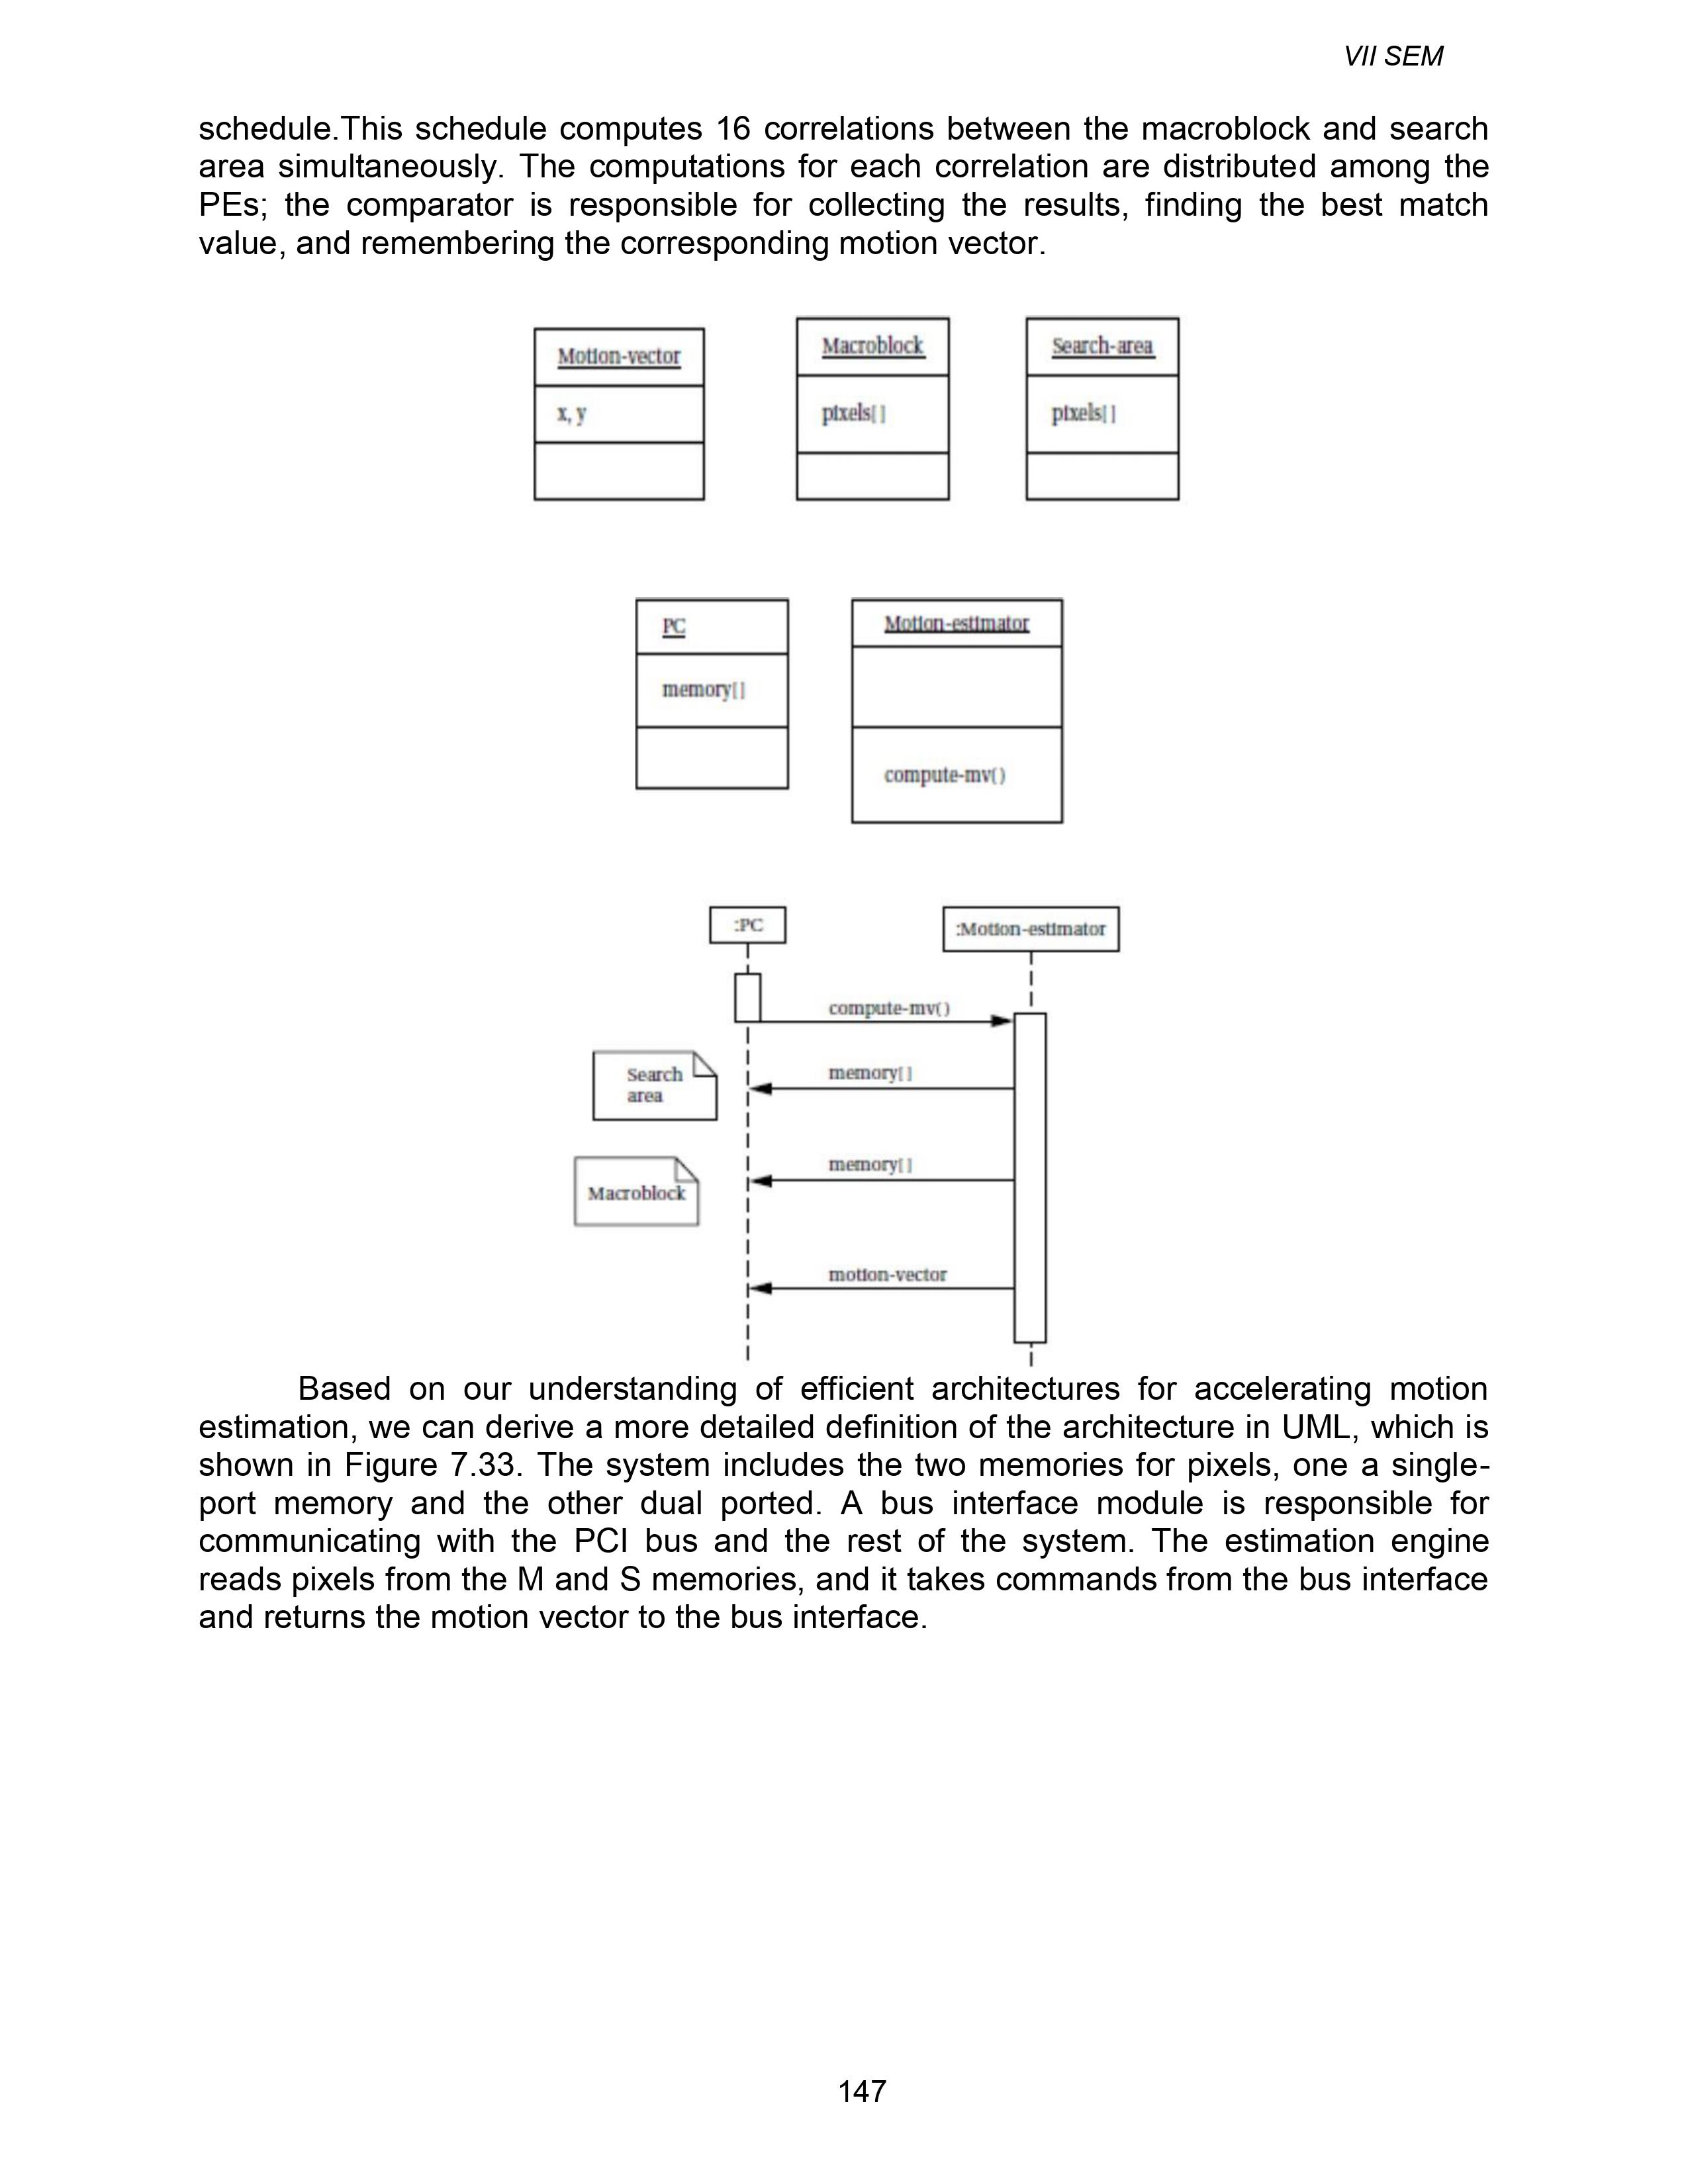 VII SEM
schedule.This schedule computes 16 correlations between the macroblock and search
area simultaneously. The computations for each correlation are distributed among the
PEs; the comparator is responsible for collecting the results, finding the best match
value, and remembering the corresponding motion vector.
Motion-vector
x, y
Macroblock
pixels[]
Search-area
pixels[]
PC
memory[]
Motion-estimator
compute-mv()
:PC
:Motion-estimator
compute-mv()
Search
area
memory[]
memory[]
Macroblock
motion-vector
Based on our understanding of efficient architectures for accelerating motion
estimation, we can derive a more detailed definition of the architecture in UML, which is
shown in Figure 7.33. The system includes the two memories for pixels, one a single-
port memory and the other dual ported. A bus interface module is responsible for
communicating with the PCI bus and the rest of the system. The estimation engine
reads pixels from the M and S memories, and it takes commands from the bus interface
and returns the motion vector to the bus interface.
147